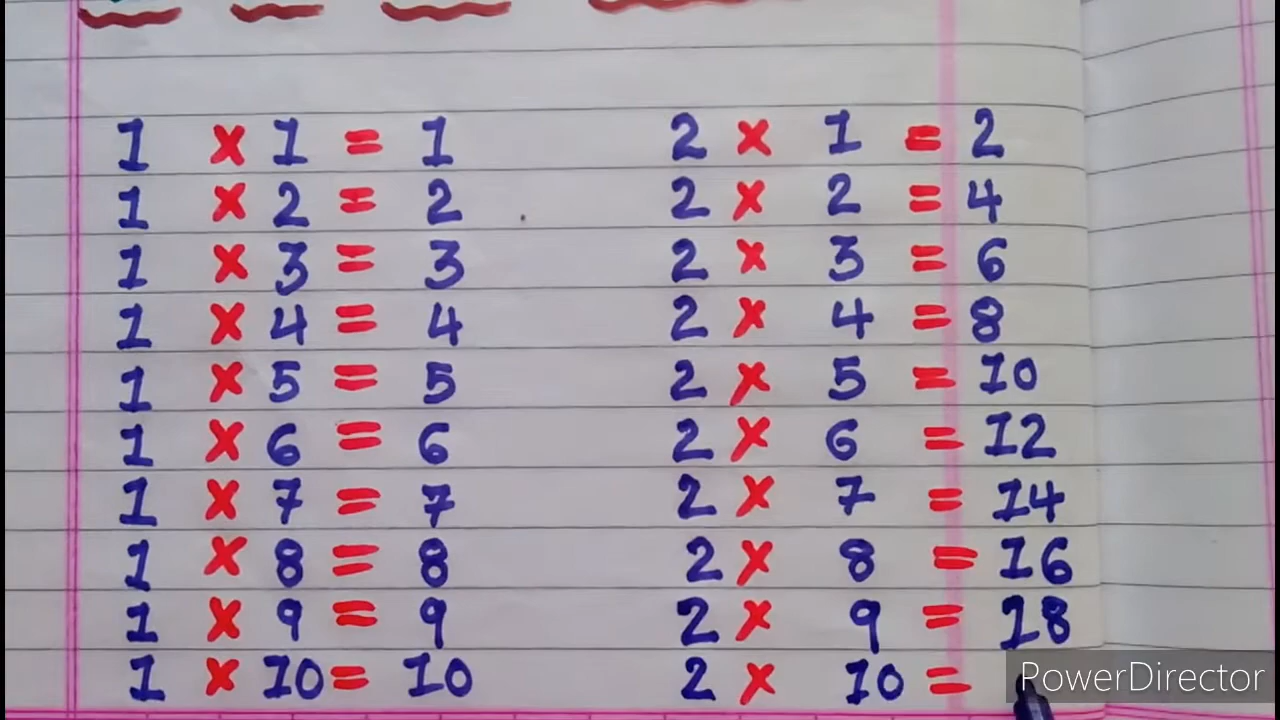 1 × 1 = 1
1 × 2 = 2
1 × 3 = 3
1 × 4 = 4
1 × 5 = 5
1 × 6 = 6
1 × 7 = 7
1 × 8 = 8
1 × 9 = 9
1 × 10 = 10
2 × 1 = 2
2 × 2 = 4
2 × 3 = 6
2 × 4 = 8
2 × 5 = 10
2 × 6 = 12
2 × 7 = 14
2 × 8 = 16
2 × 9 = 18
2 × 10 =
PowerDirector